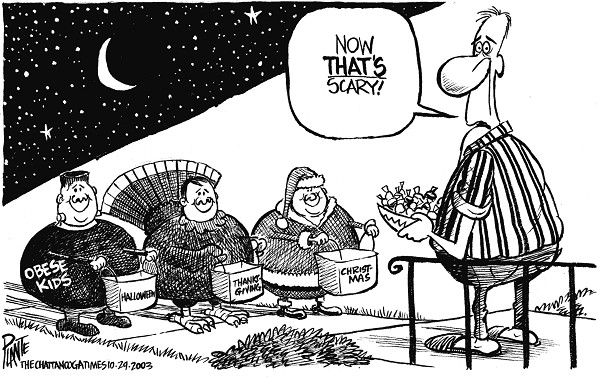 NOW
THAT'S
SCARY!
OBESE
KIDS
HALLOWEEN
THANKS-
GIVING
CHRIST-
MAS
PLANTE
THE CHATTANOOGA TIMES 10-24-2003